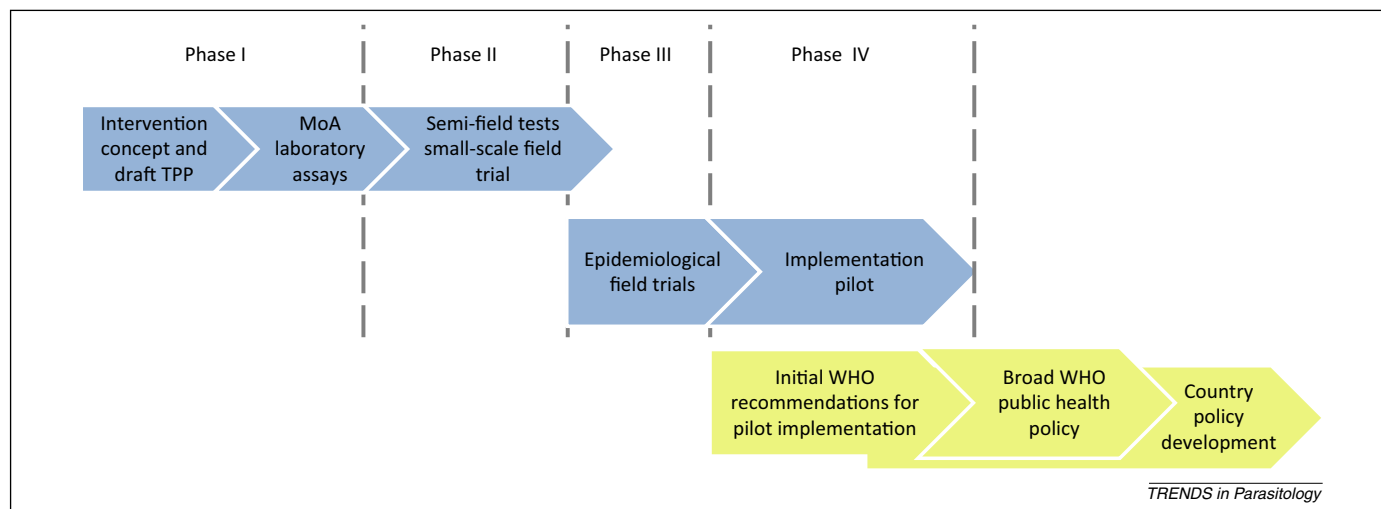 Phase I
Phase II
Phase III
Phase IV
Intervention
concept and
draft TPP
MoA
laboratory
assays
Semi-field tests
small-scale field
trial
Epidemiological
field trials
Implementation
pilot
Initial WHO
recommendations for
pilot implementation
Broad WHO
public health
policy
Country
policy
development
TRENDS in Parasitology